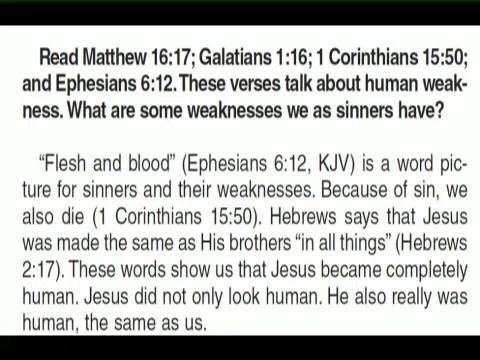 Read Matthew 16:17; Galatians 1:16; 1 Corinthians 15:50;
and Ephesians 6:12. These verses talk about human weak-
ness. What are some weaknesses we as sinners have?
“Flesh and blood” (Ephesians 6:12, KJV) is a word pic-
ture for sinners and their weaknesses. Because of sin, we
also die (1 Corinthians 15:50). Hebrews says that Jesus
was made the same as His brothers “in all things” (Hebrews
2:17). These words show us that Jesus became completely
human. Jesus did not only look human. He also really was
human, the same as us.